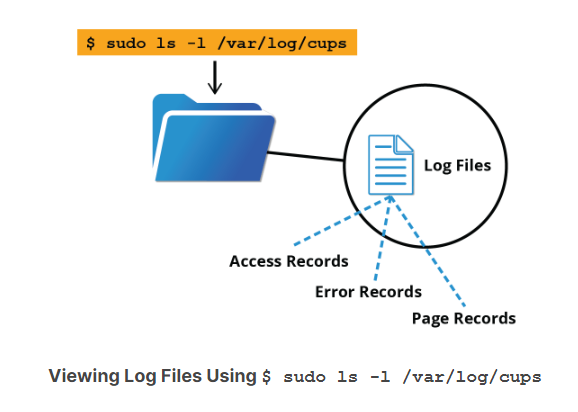 $ sudo ls -l /var/log/cups
Log Files
Access Records
Error Records
Page Records
Viewing Log Files Using $ sudo ls -l /var/log/cups